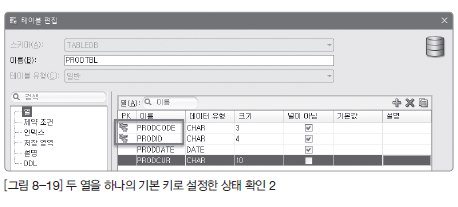 테이블 편집
스키마(A): TABLEDB
이름(B): PRODTBL
테이블 유형(C): 일반
검색
열(A): 이름
열
제약 조건
인덱스
저장 영역
설명
DDL
PK 이름 데이터 유형 크기 널이 아님 기본값 설명
PRODCODE CHAR 3
PRODID CHAR 4
PRODDATE DATE
PRODCUR CHAR 10
[그림 8-19] 두 열을 하나의 기본 키로 설정한 상태 확인 2